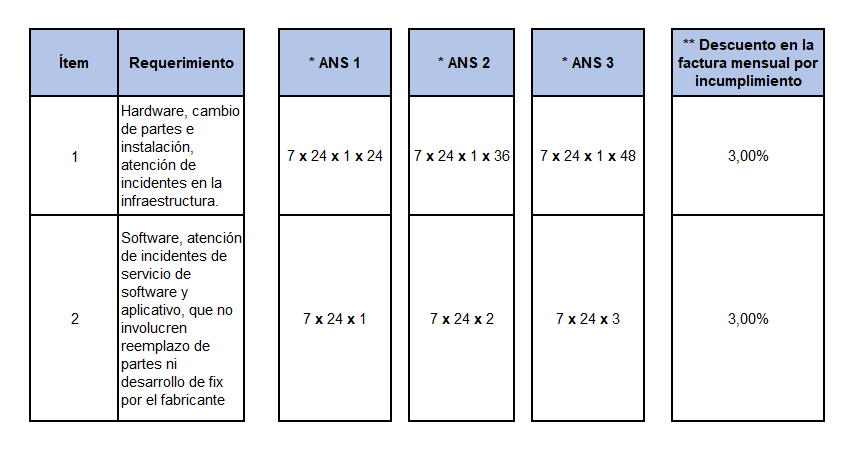 Ítem
Requerimiento
* ANS 1
* ANS 2
* ANS 3
** Descuento en la
factura mensual por
incumplimiento
1
Hardware, cambio
de partes e
instalación,
atención de
incidentes en la
infraestructura.
7 x 24 x 1 x 24
7 x 24 x 1 x 36
7 x 24 x 1 x 48
3,00%
2
Software, atención
de incidentes de
servicio de
software y
aplicativo, que no
involucren
reemplazo de
partes ni
desarrollo de fix
por el fabricante
7 x 24 x 1
7 x 24 x 2
7 x 24 x 3
3,00%